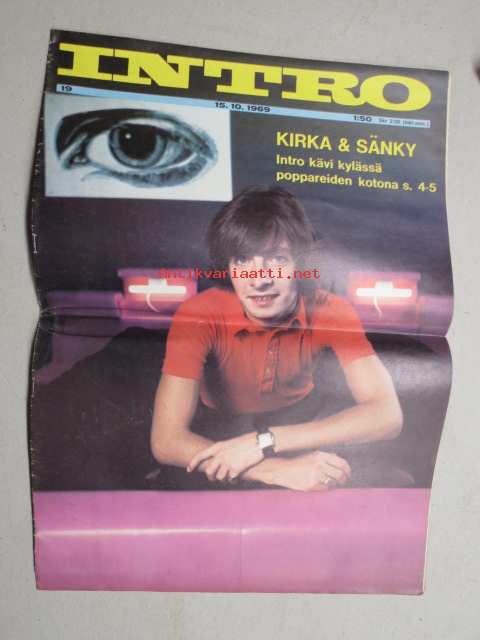 INTRO
19
15.10.1969
1:50
KIRKA & SÄNKY
Intro kävi kylässä
poppareiden kotona s. 4-5
Antikvariaatti.net